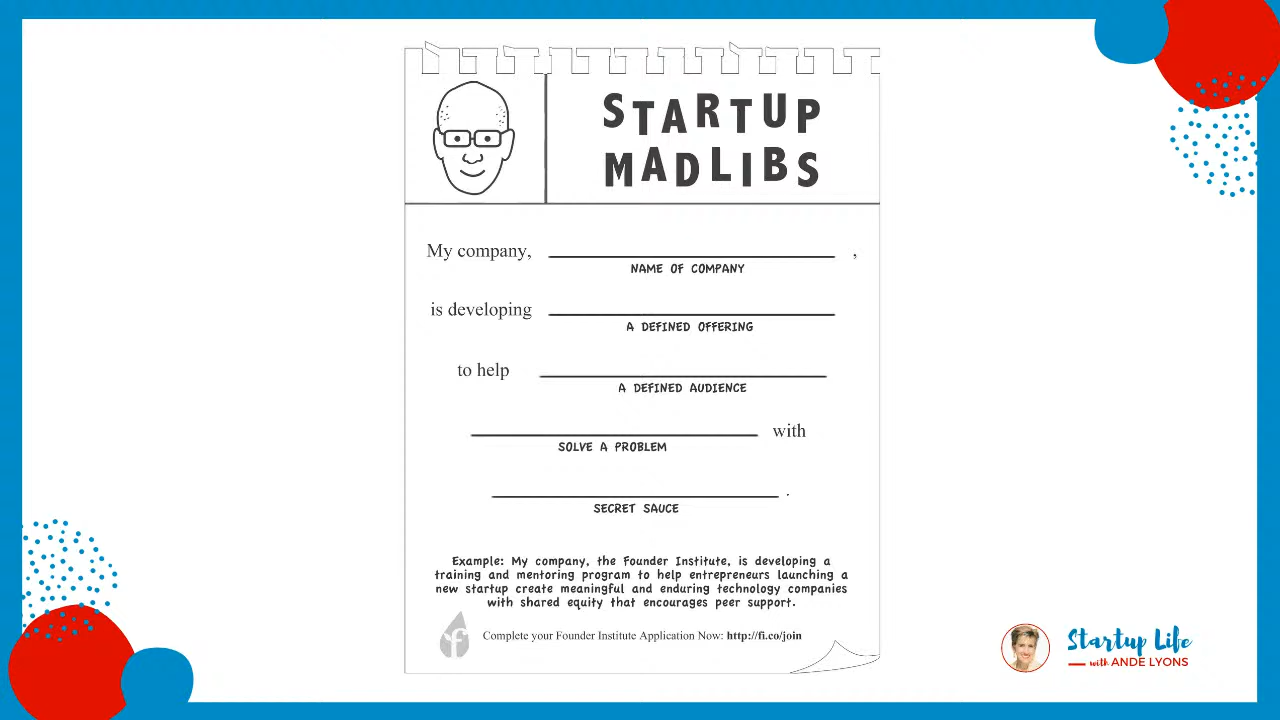 STARTUP
MADLIBS
My company, ,
NAME OF COMPANY
is developing
A DEFINED OFFERING
to help
A DEFINED AUDIENCE
with
SOLVE A PROBLEM
.
SECRET SAUCE
Example: My company, the Founder Institute, is developing a
training and mentoring program to help entrepreneurs launching a
new startup create meaningful and enduring technology companies
with shared equity that encourages peer support.
f
Complete your Founder Institute Application Now: http://fi.co/join
Startup Life
with ANDE LYONS